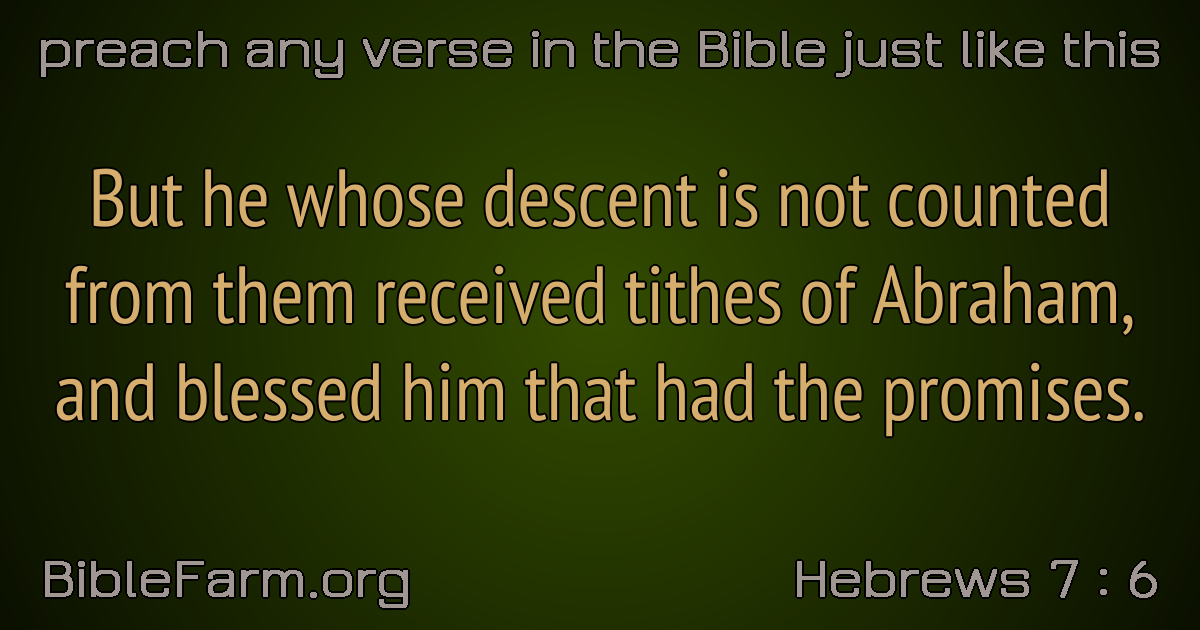 preach any verse in the Bible just like this
But he whose descent is not counted
from them received tithes of Abraham,
and blessed him that had the promises.
BibleFarm.org
Hebrews 7 : 6